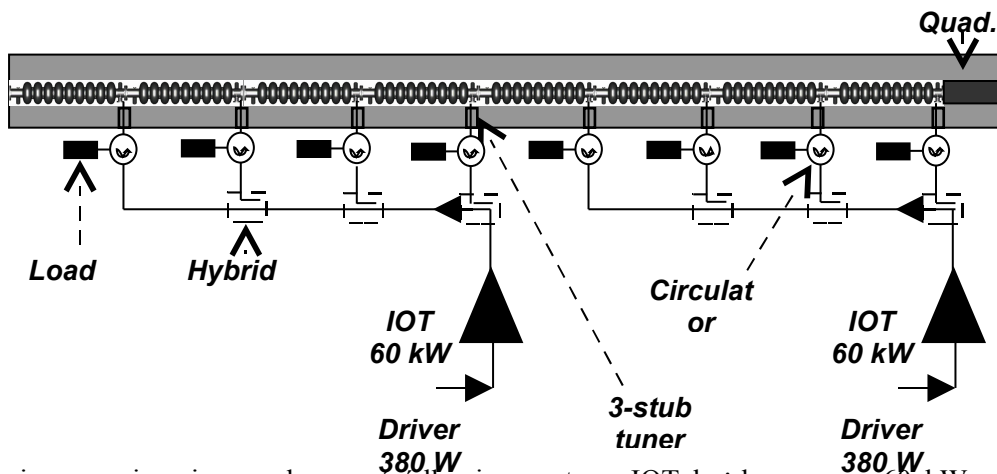 Quad.
Load
Hybrid
Circulat
or
IOT
60 kW
IOT
60 kW
3-stub
tuner
Driver
380 W
Driver
380 W